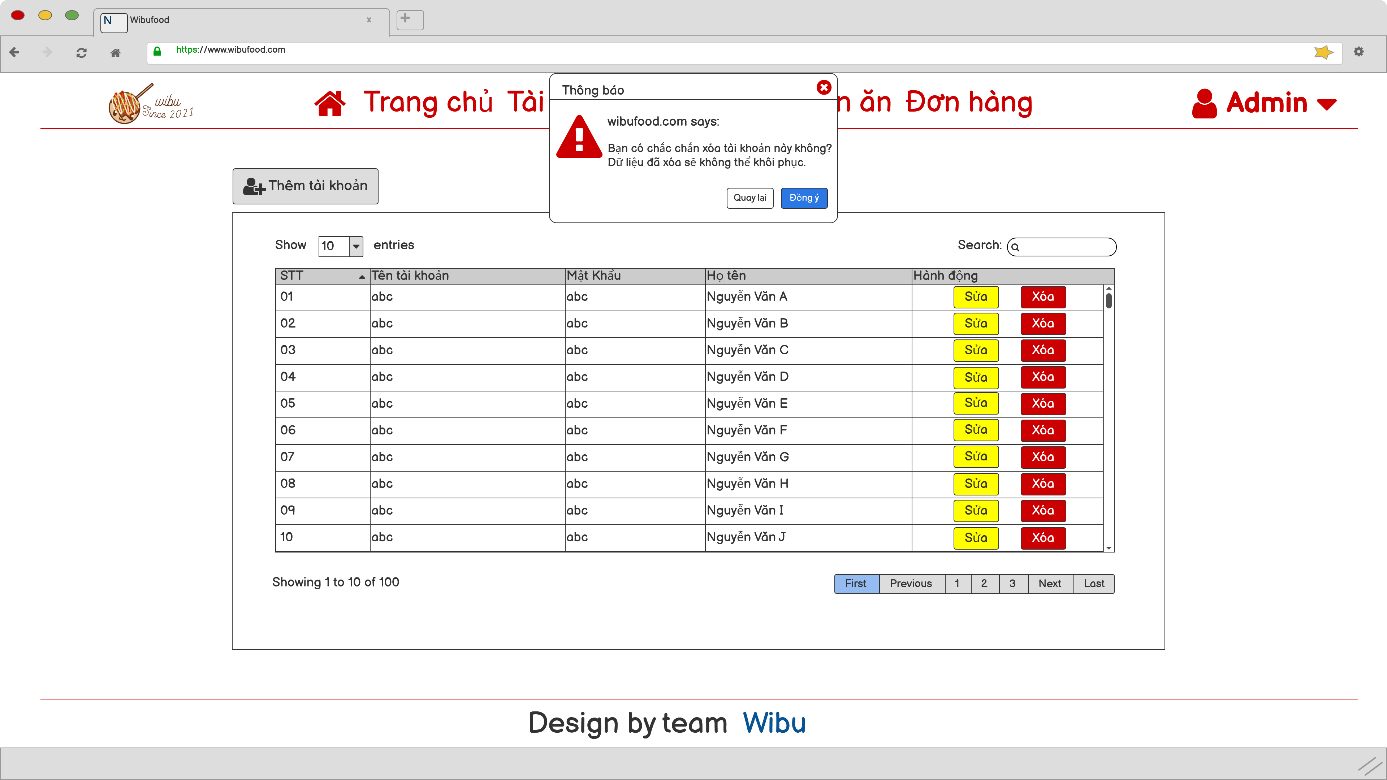 N Wibufood x
https://www.wibufood.com
wibu
Since 2021
Trang chủ Tài n ăn Đơn hàng Admin
Thông báo
wibufood.com says:
Bạn có chắc chắn xóa tài khoản này không?
Dữ liệu đã xóa sẽ không thể khôi phục.
Quay lại Đồng ý
Thêm tài khoản
Show 10 entries Search:
STT Tên tài khoản Mật Khẩu Họ tên Hành động
01 abc abc Nguyễn Văn A Sửa Xóa
02 abc abc Nguyễn Văn B Sửa Xóa
03 abc abc Nguyễn Văn C Sửa Xóa
04 abc abc Nguyễn Văn D Sửa Xóa
05 abc abc Nguyễn Văn E Sửa Xóa
06 abc abc Nguyễn Văn F Sửa Xóa
07 abc abc Nguyễn Văn G Sửa Xóa
08 abc abc Nguyễn Văn H Sửa Xóa
09 abc abc Nguyễn Văn I Sửa Xóa
10 abc abc Nguyễn Văn J Sửa Xóa
Showing 1 to 10 of 100 First Previous 1 2 3 Next Last
Design by team Wibu